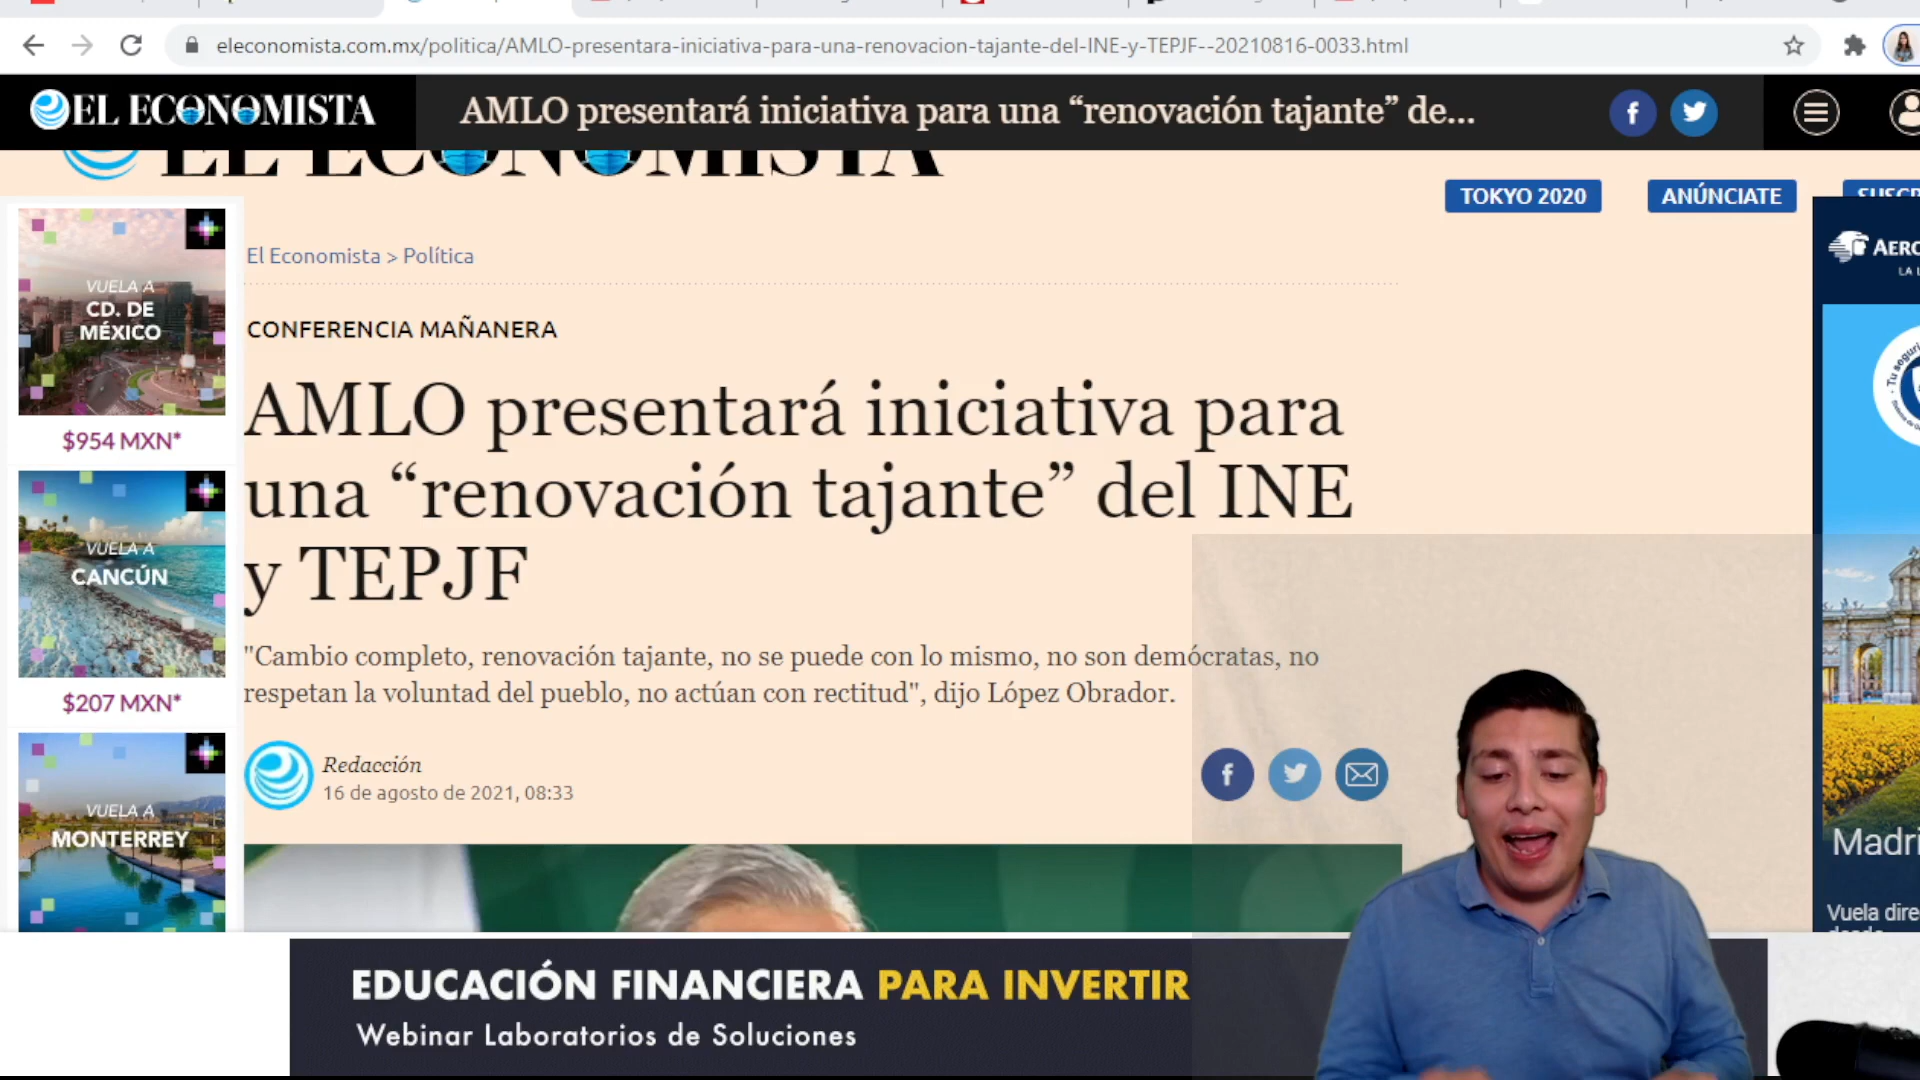 eleconomista.com.mx/politica/AMLO-presentara-iniciativa-para-una-renovacion-tajante-del-INE-y-TEPJF--20210816-0033.html
EL ECONOMISTA
AMLO presentará iniciativa para una “renovación tajante” de...
EL ECONOMISTA
TOKYO 2020
ANÚNCIATE
El Economista > Política
CONFERENCIA MAÑANERA
AMLO presentará iniciativa para
una “renovación tajante” del INE
y TEPJF
"Cambio completo, renovación tajante, no se puede con lo mismo, no son demócratas, no
respetan la voluntad del pueblo, no actúan con rectitud", dijo López Obrador.
Redacción
16 de agosto de 2021, 08:33
VUELA A
CD. DE
MÉXICO
$954 MXN*
VUELA A
CANCÚN
$207 MXN*
VUELA A
MONTERREY
Tu
Vuela
EDUCACIÓN FINANCIERA PARA INVERTIR
Webinar Laboratorios de Soluciones